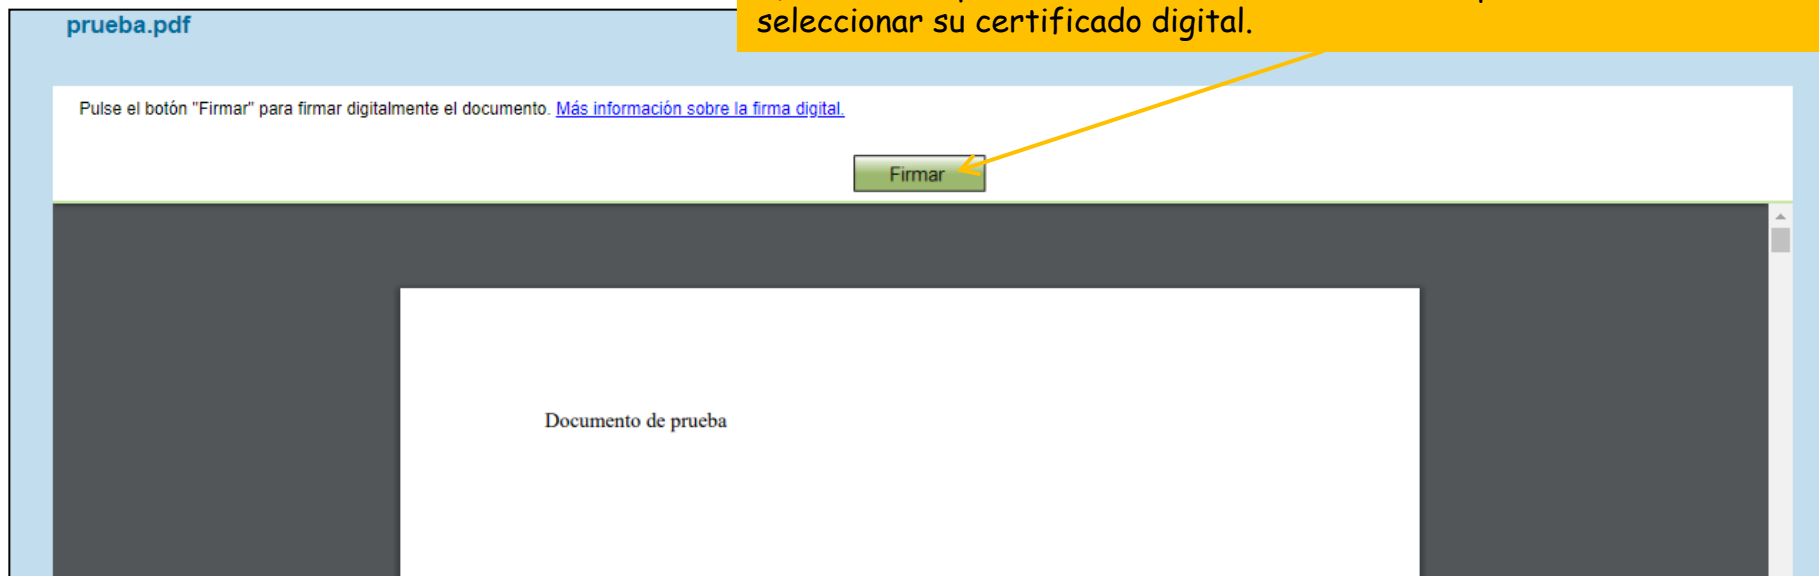 prueba.pdf
seleccionar su certificado digital.
Pulse el botón "Firmar" para firmar digitalmente el documento. Más información sobre la firma digital.
Firmar
Documento de prueba